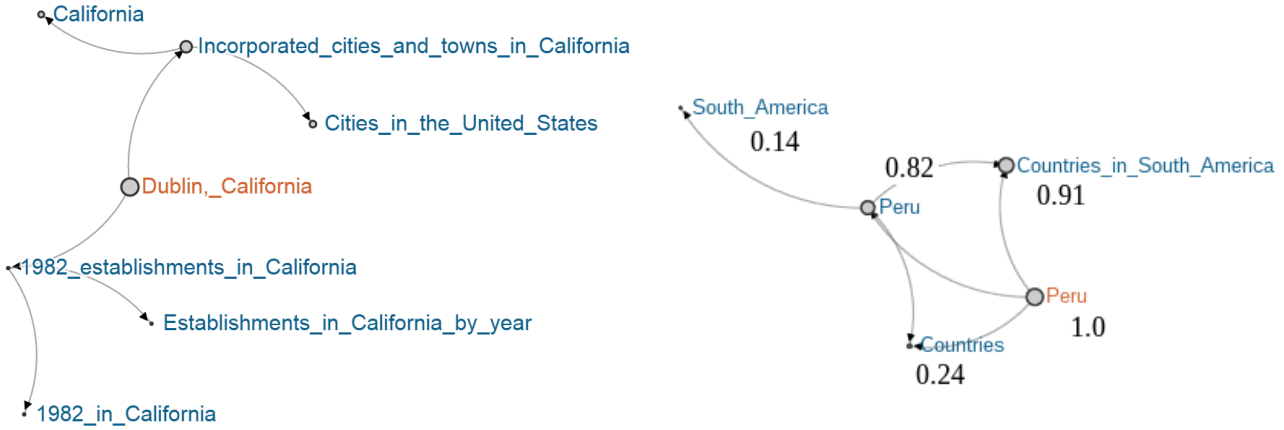 California
Incorporated_cities_and_towns_in_California
Cities_in_the_United_States
Dublin,_California
1982_establishments_in_California
Establishments_in_California_by_year
1982_in_California
South_America
0.14
0.82
Countries_in_South_America
0.91
Peru
Peru
1.0
Countries
0.24